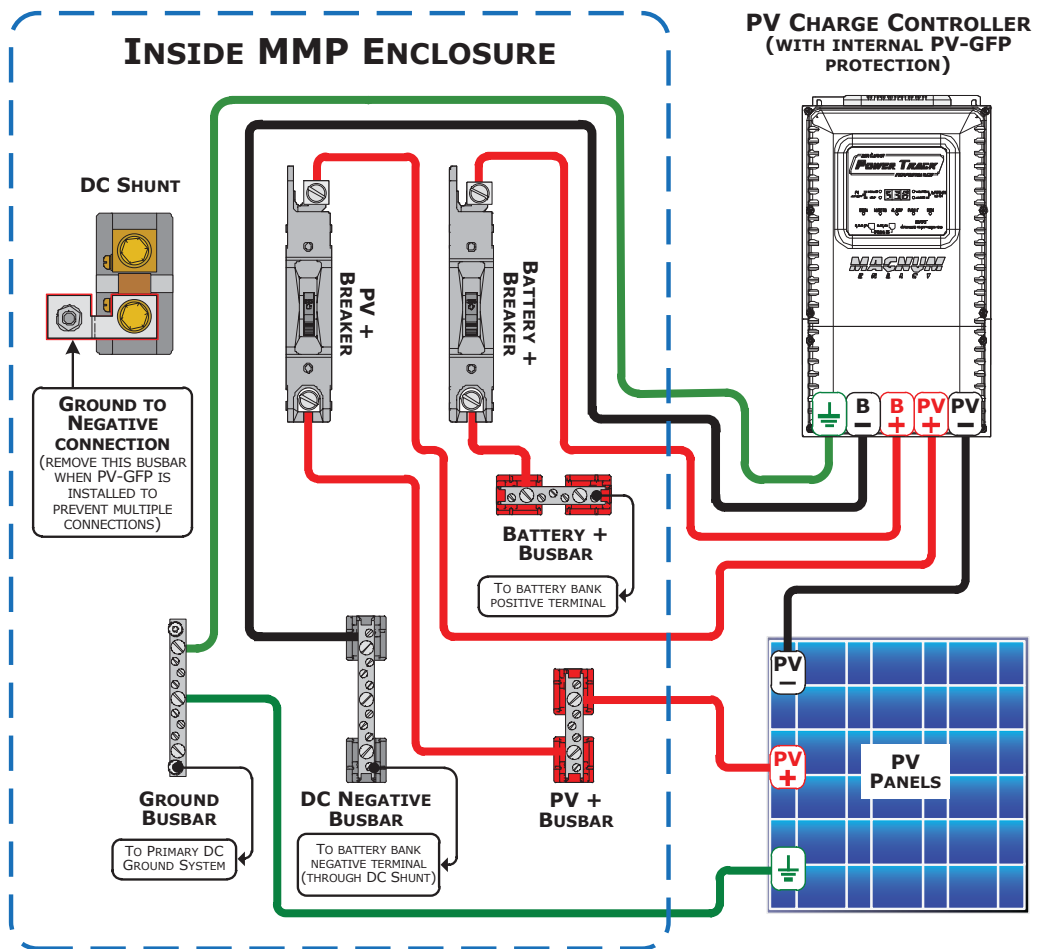 INSIDE MMP ENCLOSURE
PV CHARGE CONTROLLER
(WITH INTERNAL PV-GFP
PROTECTION)
POWER TRACK
MAGNUM
ENERGY
DC SHUNT
GROUND TO
NEGATIVE
CONNECTION
(REMOVE THIS BUSBAR
WHEN PV-GFP IS
INSTALLED TO
PREVENT MULTIPLE
CONNECTIONS)
PV +
BREAKER
BATTERY +
BREAKER
B
−
B
+
PV
+
PV
−
BATTERY +
BUSBAR
TO BATTERY BANK
POSITIVE TERMINAL
GROUND
BUSBAR
TO PRIMARY DC
GROUND SYSTEM
DC NEGATIVE
BUSBAR
TO BATTERY BANK
NEGATIVE TERMINAL
(THROUGH DC SHUNT)
PV +
BUSBAR
PV
−
PV
+
PV
PANELS